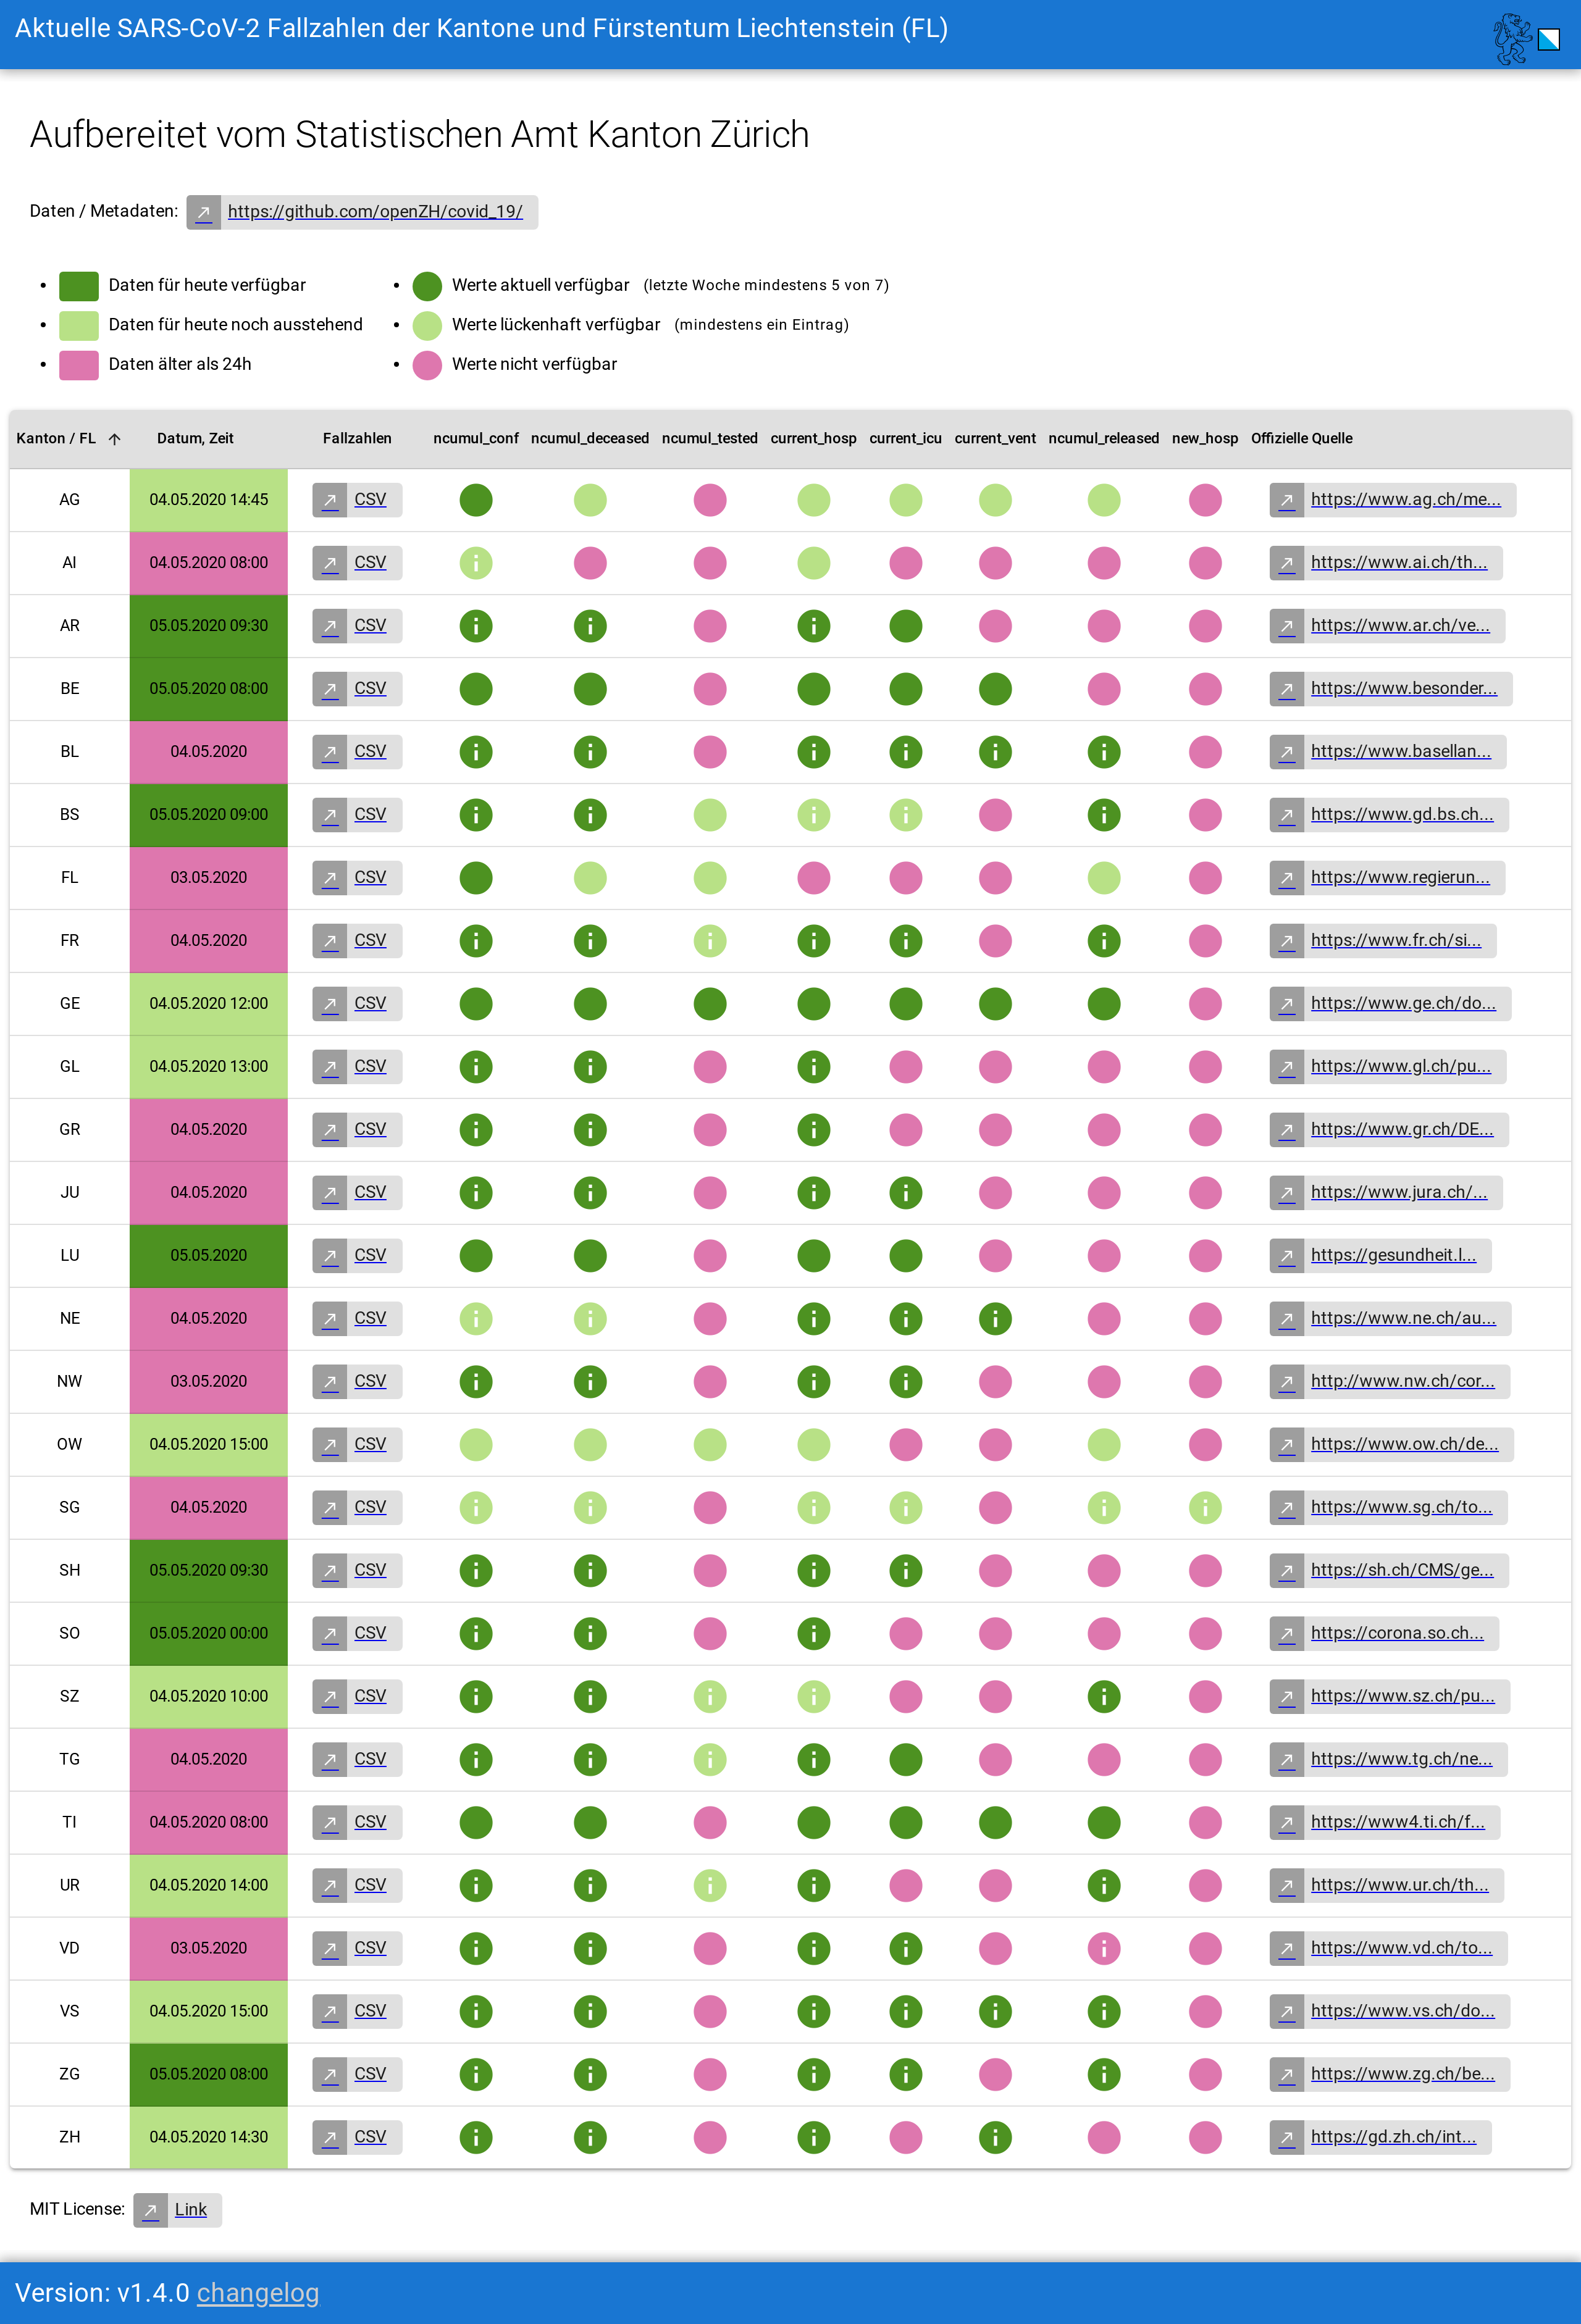 Aktuelle SARS-CoV-2 Fallzahlen der Kantone und Fürstentum Liechtenstein (FL)
Aufbereitet vom Statistischen Amt Kanton Zürich
Daten / Metadaten: https://github.com/openZH/covid_19/
Daten für heute verfügbar
Daten für heute noch ausstehend
Daten älter als 24h
Werte aktuell verfügbar (letzte Woche mindestens 5 von 7)
Werte lückenhaft verfügbar (mindestens ein Eintrag)
Werte nicht verfügbar
Kanton / FL Datum, Zeit Fallzahlen ncumul_conf ncumul_deceased ncumul_tested current_hosp current_icu current_vent ncumul_released new_hosp Offizielle Quelle
AG 04.05.2020 14:45 CSV https://www.ag.ch/me...
AI 04.05.2020 08:00 CSV https://www.ai.ch/th...
AR 05.05.2020 09:30 CSV https://www.ar.ch/ve...
BE 05.05.2020 08:00 CSV https://www.besonder...
BL 04.05.2020 CSV https://www.basellan...
BS 05.05.2020 09:00 CSV https://www.gd.bs.ch...
FL 03.05.2020 CSV https://www.regierun...
FR 04.05.2020 CSV https://www.fr.ch/si...
GE 04.05.2020 12:00 CSV https://www.ge.ch/do...
GL 04.05.2020 13:00 CSV https://www.gl.ch/pu...
GR 04.05.2020 CSV https://www.gr.ch/DE...
JU 04.05.2020 CSV https://www.jura.ch/...
LU 05.05.2020 CSV https://gesundheit.l...
NE 04.05.2020 CSV https://www.ne.ch/au...
NW 03.05.2020 CSV http://www.nw.ch/cor...
OW 04.05.2020 15:00 CSV https://www.ow.ch/de...
SG 04.05.2020 CSV https://www.sg.ch/to...
SH 05.05.2020 09:30 CSV https://sh.ch/CMS/ge...
SO 05.05.2020 00:00 CSV https://corona.so.ch...
SZ 04.05.2020 10:00 CSV https://www.sz.ch/pu...
TG 04.05.2020 CSV https://www.tg.ch/ne...
TI 04.05.2020 08:00 CSV https://www4.ti.ch/f...
UR 04.05.2020 14:00 CSV https://www.ur.ch/th...
VD 03.05.2020 CSV https://www.vd.ch/to...
VS 04.05.2020 15:00 CSV https://www.vs.ch/do...
ZG 05.05.2020 08:00 CSV https://www.zg.ch/be...
ZH 04.05.2020 14:30 CSV https://gd.zh.ch/int...
MIT License: Link
Version: v1.4.0 changelog